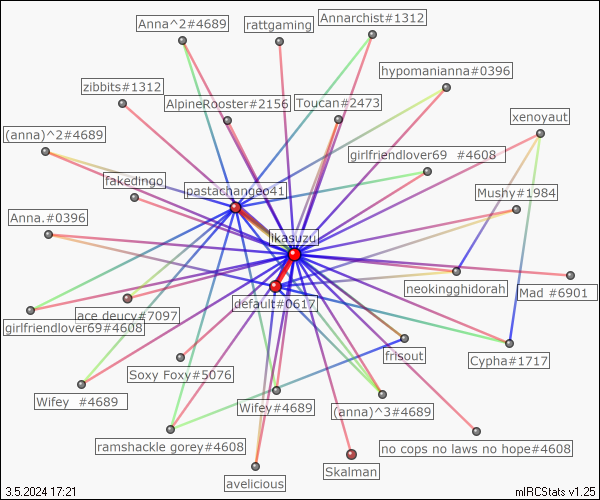 Anna^2#4689
rattgaming
Annarchist#1312
hypomanianna#0396
zibbits#1312
AlpineRooster#2156
Toucan#2473
xenoyaut
(anna)^2#4689
girlfriendlover69 #4608
fakedingo
pastachangeo41
Mushy#1984
Anna.#0396
ikasuzu
neokingghidorah
Mad #6901
default#0617
ace deucy#7097
girlfriendlover69#4608
frisout
Cypha#1717
Soxy Foxy#5076
Wifey #4689
Wifey#4689
(anna)^3#4689
ramshackle gorey#4608
no cops no laws no hope#4608
Skalman
avelicious
3.5.2024 17:21
mIRCStats v1.25